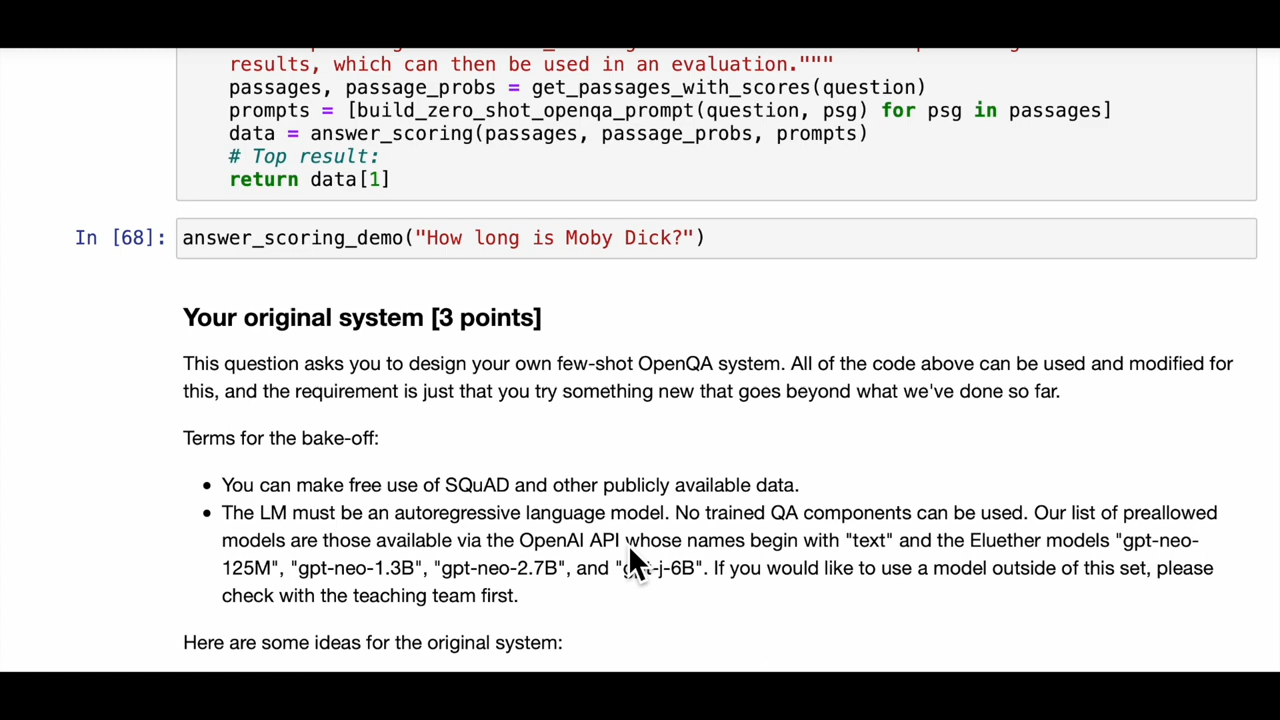 results, which can then be used in an evaluation."""
passages, passage_probs = get_passages_with_scores(question)
prompts = [build_zero_shot_openqa_prompt(question, psg) for psg in passages]
data = answer_scoring(passages, passage_probs, prompts)
# Top result:
return data[1]
In [68]: answer_scoring_demo("How long is Moby Dick?")
Your original system [3 points]
This question asks you to design your own few-shot OpenQA system. All of the code above can be used and modified for
this, and the requirement is just that you try something new that goes beyond what we've done so far.
Terms for the bake-off:
• You can make free use of SQuAD and other publicly available data.
• The LM must be an autoregressive language model. No trained QA components can be used. Our list of preallowed
models are those available via the OpenAI API whose names begin with "text" and the Eluether models "gpt-neo-
125M", "gpt-neo-1.3B", "gpt-neo-2.7B", and "gpt-j-6B". If you would like to use a model outside of this set, please
check with the teaching team first.
Here are some ideas for the original system: